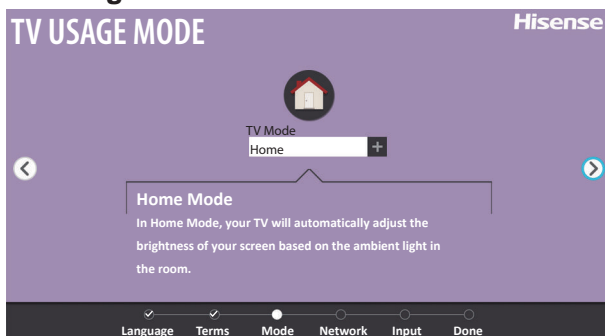 TV USAGE MODE
Hisense
TV Mode
Home
Home Mode
In Home Mode, your TV will automatically adjust the
brightness of your screen based on the ambient light in
the room.
Language Terms Mode Network Input Done